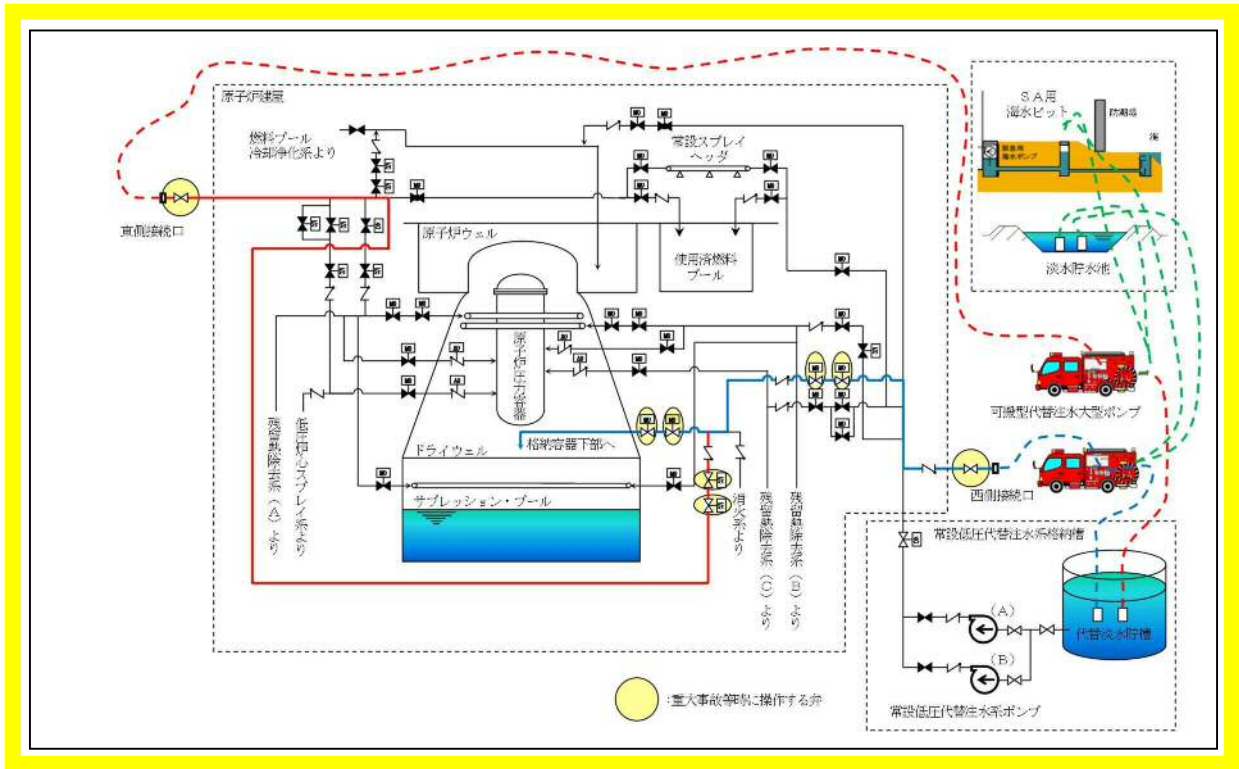 原子炉建屋
燃料プール
冷却浄化系より
常設スプレイ
ヘッダ
東側接続口
原子炉ウェル
使用済燃料
プール
SA用
海水ピット
防潮堤
海
緊急用
海水ポンプ
淡水貯水池
原子炉圧力容器
可搬型代替注水大型ポンプ
格納容器下部へ
ドライウェル
サプレッション・プール
西側接続口
残留熱除去系(A)より
低圧炉心スプレイ系より
消火系より
残留熱除去系(C)より
残留熱除去系(B)より
常設低圧代替注水系格納槽
(A)
代替淡水貯槽
(B)
常設低圧代替注水系ポンプ
:重大事故等時に操作する弁